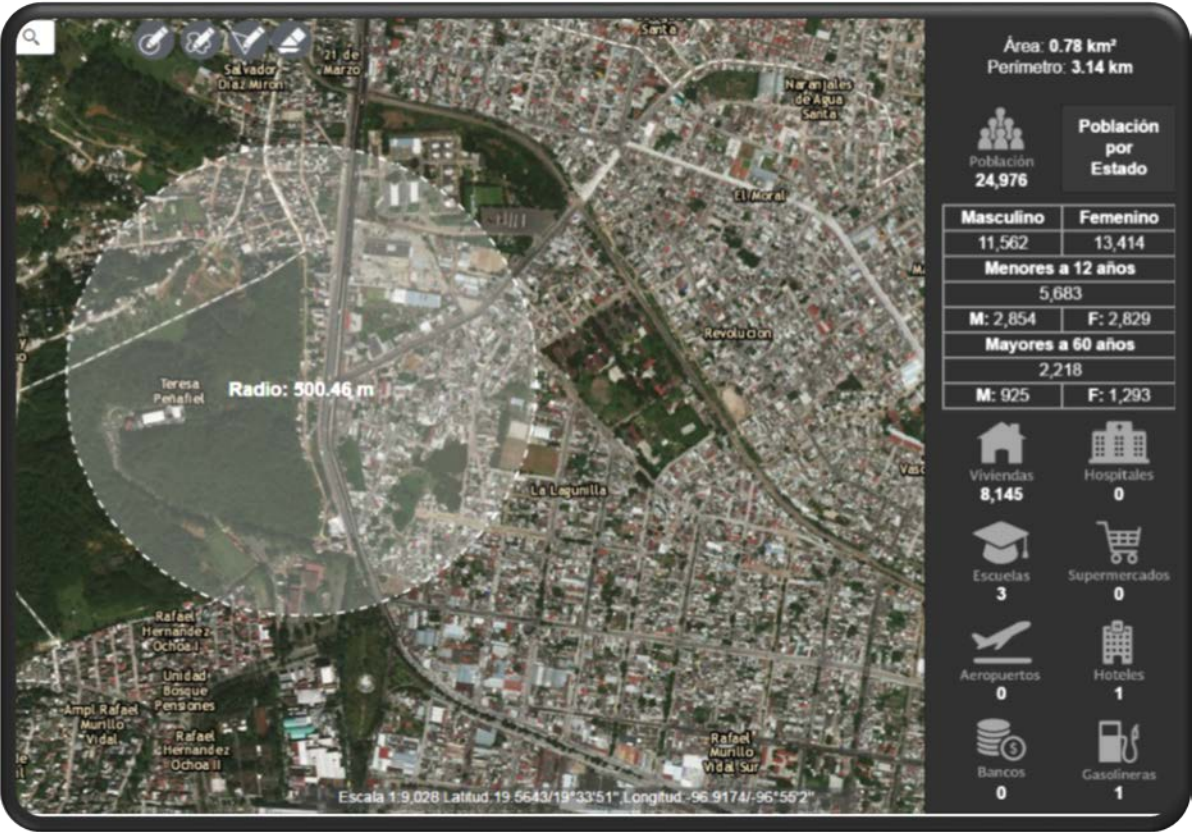 Santa
21 de
Marzo
Salvador
Díaz Mirón
Naranjales
de Agua
Santa
El Moral
Revolucion
Teresa
Peñafiel
Radio: 500.46 m
La Lagunilla
Rafael
Hernandez
Ochoa I
Unidad
Bosque
Pensiones
Ampl Rafael
Murillo
Vidal
Rafael
Hernandez
Ochoa II
Rafael
Murillo
Vidal Sur
Escala 1:9,028 Latitud:19.5643/19°33'51",Longitud:-96.9174/-96°55'2"
Área: 0.78 km²
Perímetro: 3.14 km
Población
24,976
Población
por
Estado
Masculino Femenino
11,562 13,414
Menores a 12 años
5,683
M: 2,854 F: 2,829
Mayores a 60 años
2,218
M: 925 F: 1,293
Viviendas Hospitales
8,145 0
Escuelas Supermercados
3 0
Aeropuertos Hoteles
0 1
Bancos Gasolineras
0 1